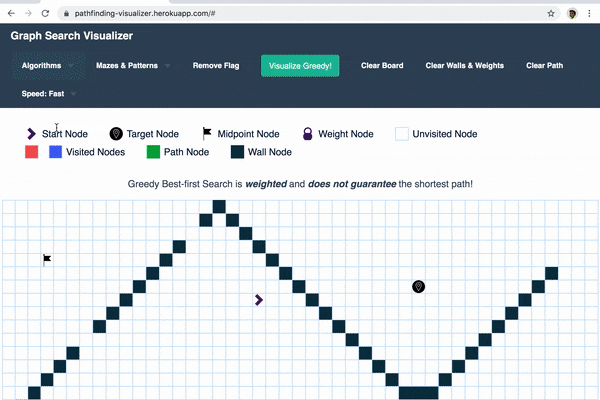 pathfinding-visualizer.herokuapp.com/#
Graph Search Visualizer
Algorithms Mazes & Patterns Remove Flag Visualize Greedy! Clear Board Clear Walls & Weights Clear Path
Speed: Fast
Start Node Target Node Midpoint Node Weight Node Unvisited Node
Visited Nodes Path Node Wall Node
Greedy Best-first Search is weighted and does not guarantee the shortest path!